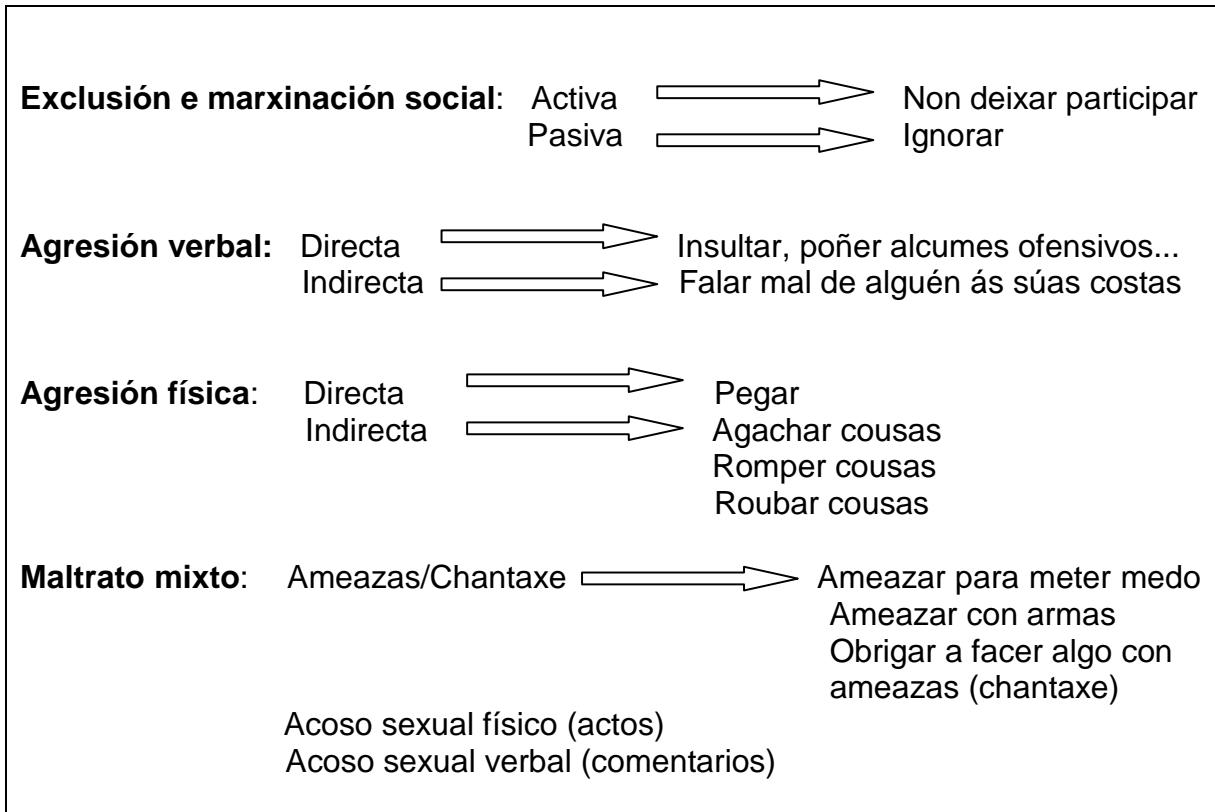 Exclusión e marxinación social: Activa Non deixar participar
Pasiva Ignorar
Agresión verbal: Directa Insultar, poñer alcumes ofensivos...
Indirecta Falar mal de alguén ás súas costas
Agresión física: Directa Pegar
Indirecta Agachar cousas
Romper cousas
Roubar cousas
Maltrato mixto: Ameazas/Chantaxe Ameazar para meter medo
Ameazar con armas
Obrigar a facer algo con
ameazas (chantaxe)
Acoso sexual físico (actos)
Acoso sexual verbal (comentarios)